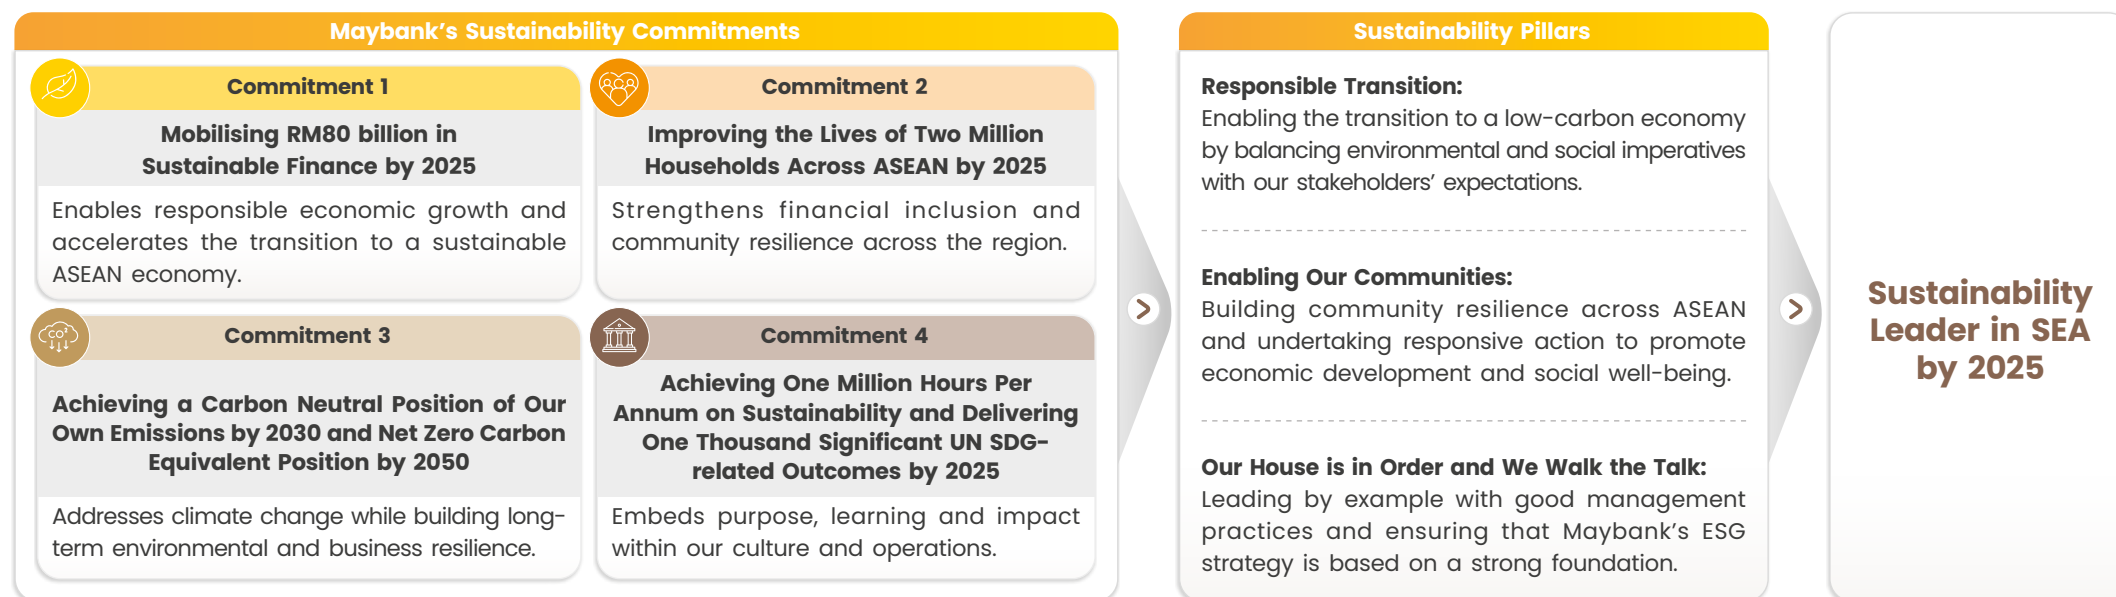 Maybank's Sustainability Commitments
Commitment 1
Mobilising RM80 billion in
Sustainable Finance by 2025
Enables responsible economic growth and
accelerates the transition to a sustainable
ASEAN economy.
Commitment 2
Improving the Lives of Two Million
Households Across ASEAN by 2025
Strengthens financial inclusion and
community resilience across the region.
CO²
Commitment 3
Achieving a Carbon Neutral Position of Our
Own Emissions by 2030 and Net Zero Carbon
Equivalent Position by 2050
Addresses climate change while building long-
term environmental and business resilience.
Commitment 4
Achieving One Million Hours Per
Annum on Sustainability and Delivering
One Thousand Significant UN SDG-
related Outcomes by 2025
Embeds purpose, learning and impact
within our culture and operations.
Sustainability Pillars
Responsible Transition:
Enabling the transition to a low-carbon economy
by balancing environmental and social imperatives
with our stakeholders' expectations.
Enabling Our Communities:
Building community resilience across ASEAN
and undertaking responsive action to promote
economic development and social well-being.
Our House is in Order and We Walk the Talk:
Leading by example with good management
practices and ensuring that Maybank's ESG
strategy is based on a strong foundation.
Sustainability
Leader in SEA
by 2025